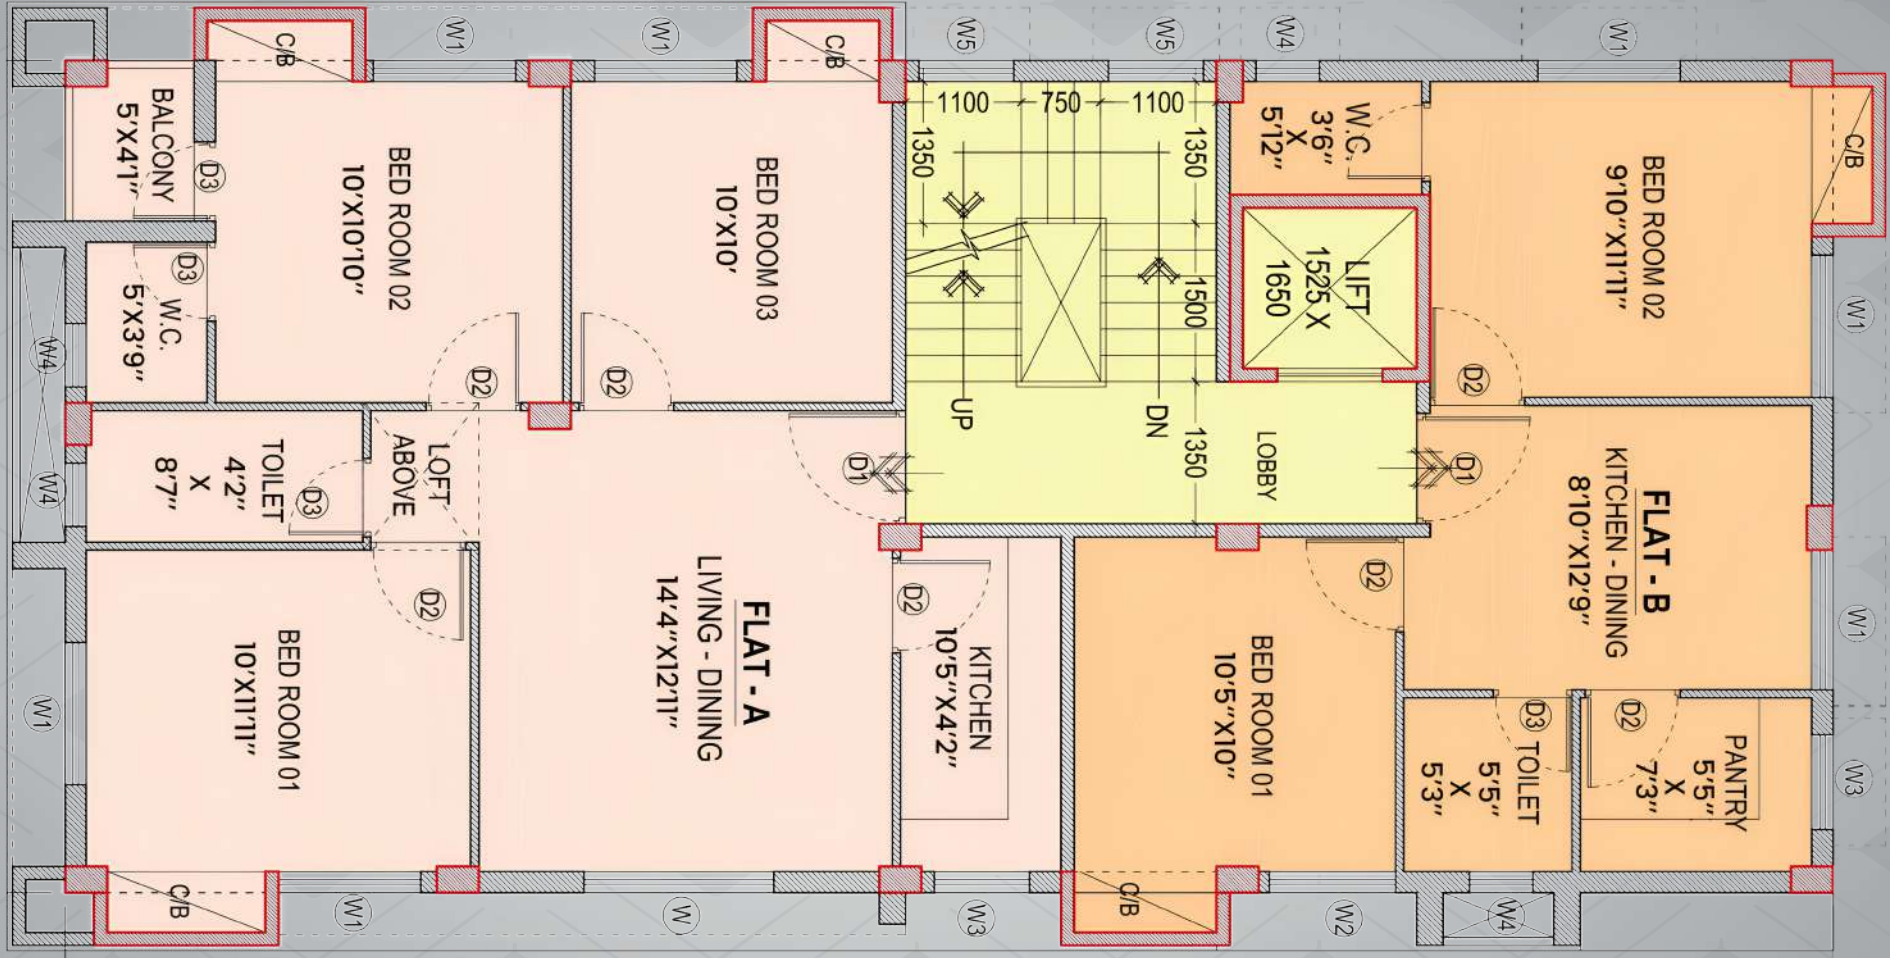 W1
W1
W5
W5
W4
W1
C/B
C/B
C/B
BALCONY
5'X4'1"
D3
BED ROOM 02
10'X10'10"
BED ROOM 03
10'X10'
1100
750
1100
1350
1350
1500
1350
UP
DN
W.C.
3'6"
X
5'12"
LIFT
1525 X
1650
BED ROOM 02
9'10"X11'11"
W1
D3
W.C.
5'X3'9"
W4
D2
D2
D2
TOILET
4'2"
X
8'7"
D3
W4
LOFT
ABOVE
D1
LOBBY
D1
FLAT - B
KITCHEN - DINING
8'10"X12'9"
W1
BED ROOM 01
10'X11'11"
D2
FLAT - A
LIVING - DINING
14'4"X12'11"
D2
KITCHEN
10'5"X4'2"
BED ROOM 01
10'5"X10"
D2
D3
TOILET
5'5"
X
5'3"
D2
PANTRY
5'5"
X
7'3"
W3
W1
C/B
W1
W
W3
C/B
W2
W4